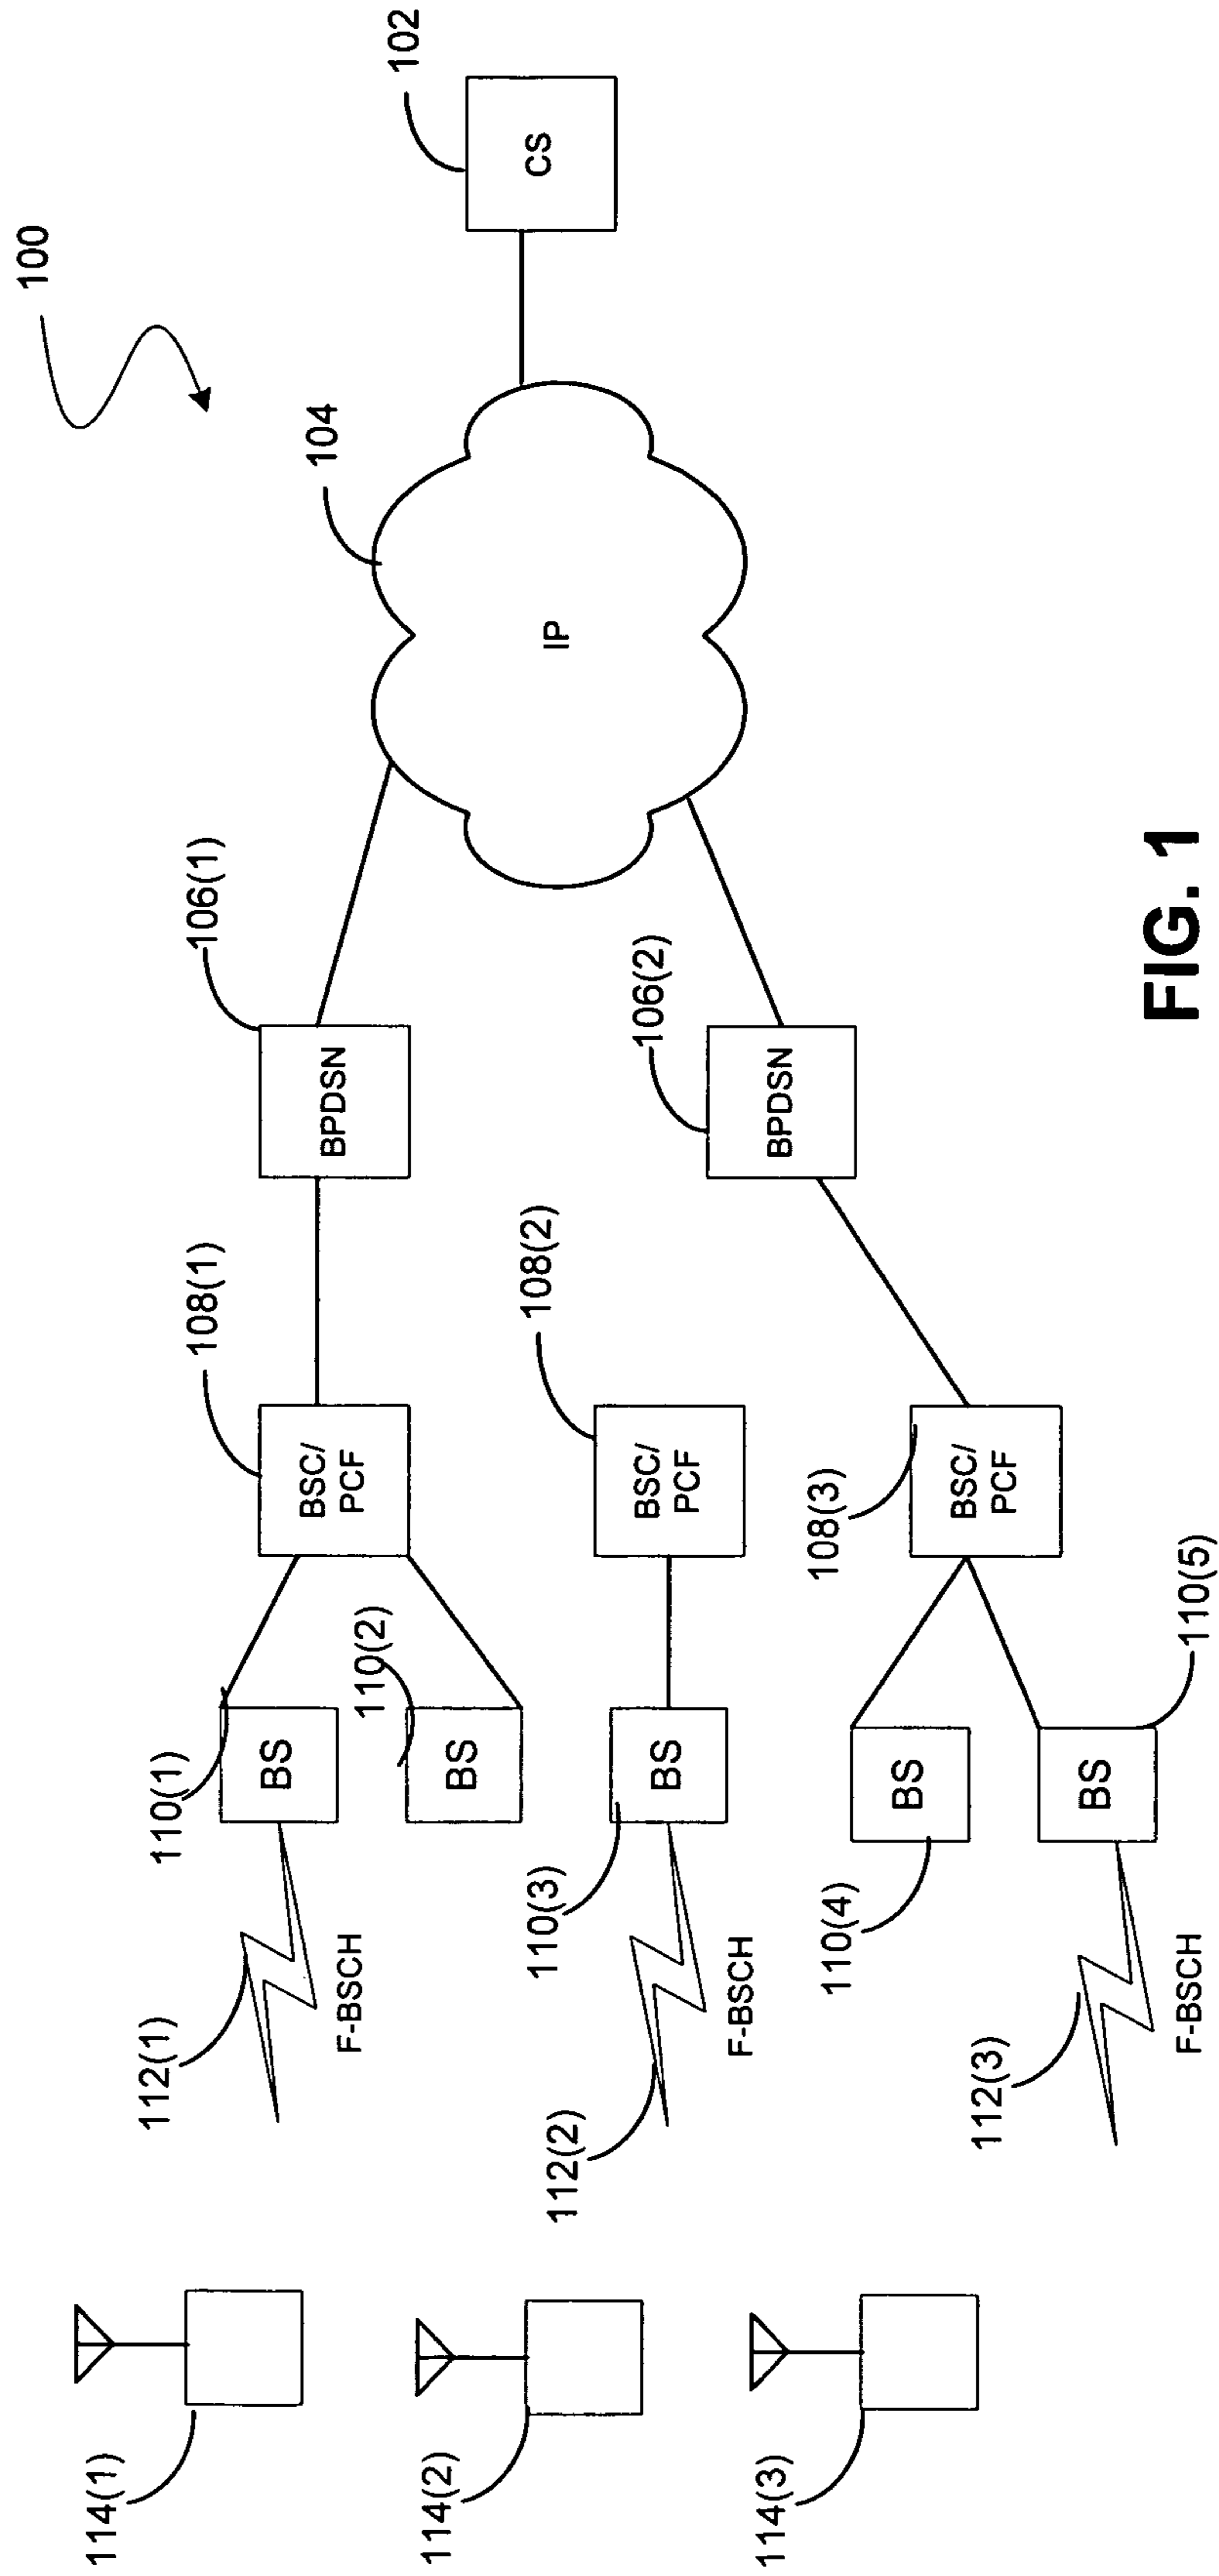 100
102
CS
104
IP
106(1)
BPDSN
106(2)
BPDSN
108(1)
BSC/
PCF
108(2)
BSC/
PCF
108(3)
BSC/
PCF
110(1)
BS
110(2)
BS
110(3)
BS
110(4)
BS
110(5)
BS
112(1)
F-BSCH
112(2)
F-BSCH
112(3)
F-BSCH
114(1)
114(2)
114(3)
FIG. 1